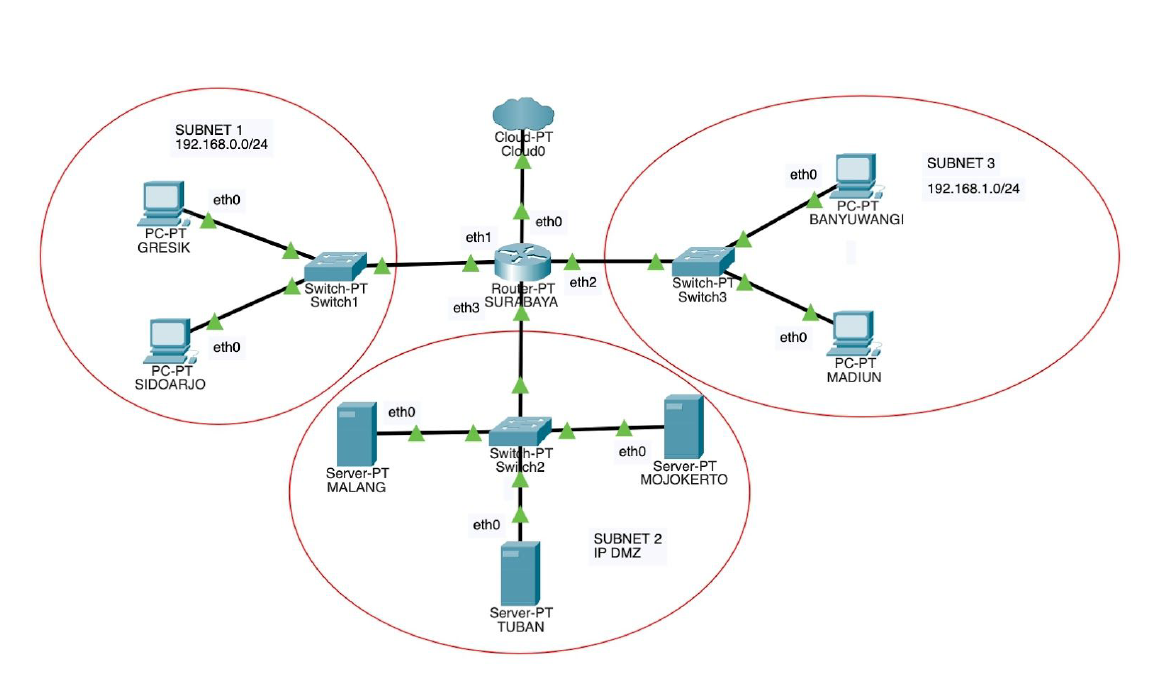 Cloud-PT
Cloud0
SUBNET 1
192.168.0.0/24
eth0
PC-PT
GRESIK
Switch-PT
Switch1
eth0
PC-PT
SIDOARJO
eth0
eth1
Router-PT
SURABAYA
eth2
eth3
SUBNET 3
192.168.1.0/24
eth0
PC-PT
BANYUWANGI
Switch-PT
Switch3
eth0
PC-PT
MADIUN
eth0
Server-PT
MALANG
Switch-PT
Switch2
eth0
Server-PT
MOJOKERTO
eth0
Server-PT
TUBAN
SUBNET 2
IP DMZ